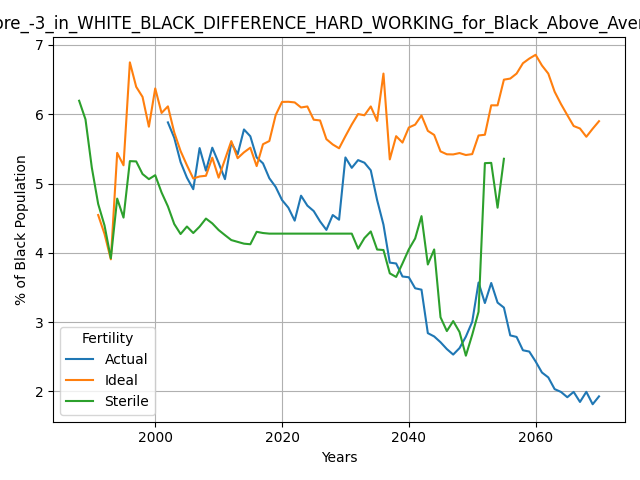 ore_-3_in_WHITE_BLACK_DIFFERENCE_HARD_WORKING_for_Black_Above_Aver
7
6
5
4
3
2
% of Black Population
Fertility
Actual
Ideal
Sterile
2000 2020 2040 2060
Years